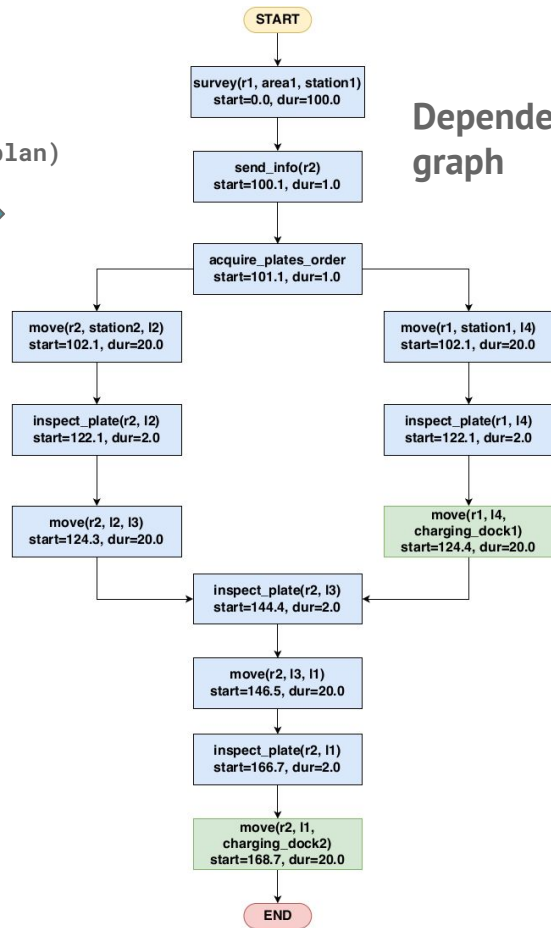 START
survey(r1, area1, station1)
start=0.0, dur=100.0
Depende
graph
plan)
send_info(r2)
start=100.1, dur=1.0
acquire_plates_order
start=101.1, dur=1.0
move(r2, station2, l2)
start=102.1, dur=20.0
move(r1, station1, l4)
start=102.1, dur=20.0
inspect_plate(r2, l2)
start=122.1, dur=2.0
inspect_plate(r1, l4)
start=122.1, dur=2.0
move(r2, l2, l3)
start=124.3, dur=20.0
move(r1, l4,
charging_dock1)
start=124.4, dur=20.0
inspect_plate(r2, l3)
start=144.4, dur=2.0
move(r2, l3, l1)
start=146.5, dur=20.0
inspect_plate(r2, l1)
start=166.7, dur=2.0
move(r2, l1,
charging_dock2)
start=168.7, dur=20.0
END